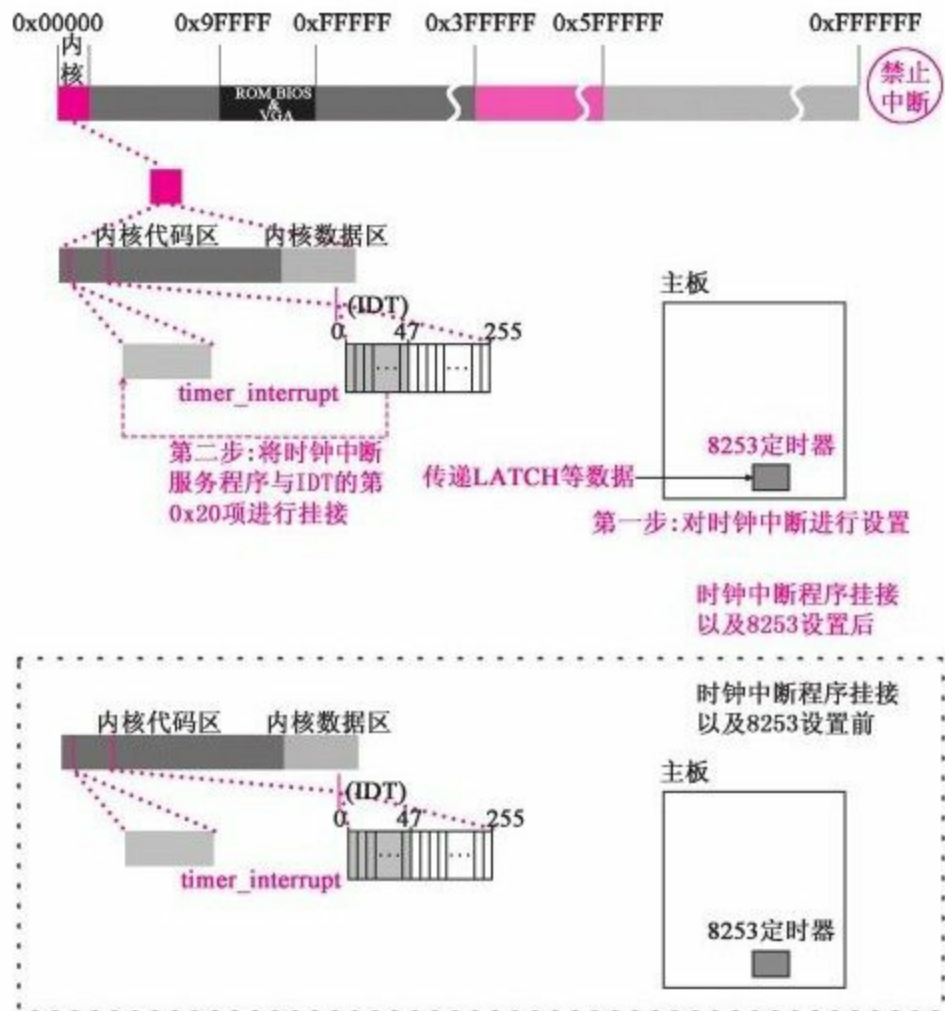 0x00000 0x9FFFF 0xFFFFF 0x3FFFFF 0x5FFFFF 0xFFFFFF
内
核
ROM BIOS
&
VGA
禁止
中断
内核代码区 内核数据区
(IDT)
0 47 255
...
...
timer_interrupt
第二步:将时钟中断
服务程序与IDT的第
0x20项进行挂接
主板
8253定时器
传递LATCH等数据
第一步:对时钟中断进行设置
时钟中断程序挂接
以及8253设置后
时钟中断程序挂接
以及8253设置前
内核代码区 内核数据区
(IDT)
0 47 255
...
...
timer_interrupt
主板
8253定时器